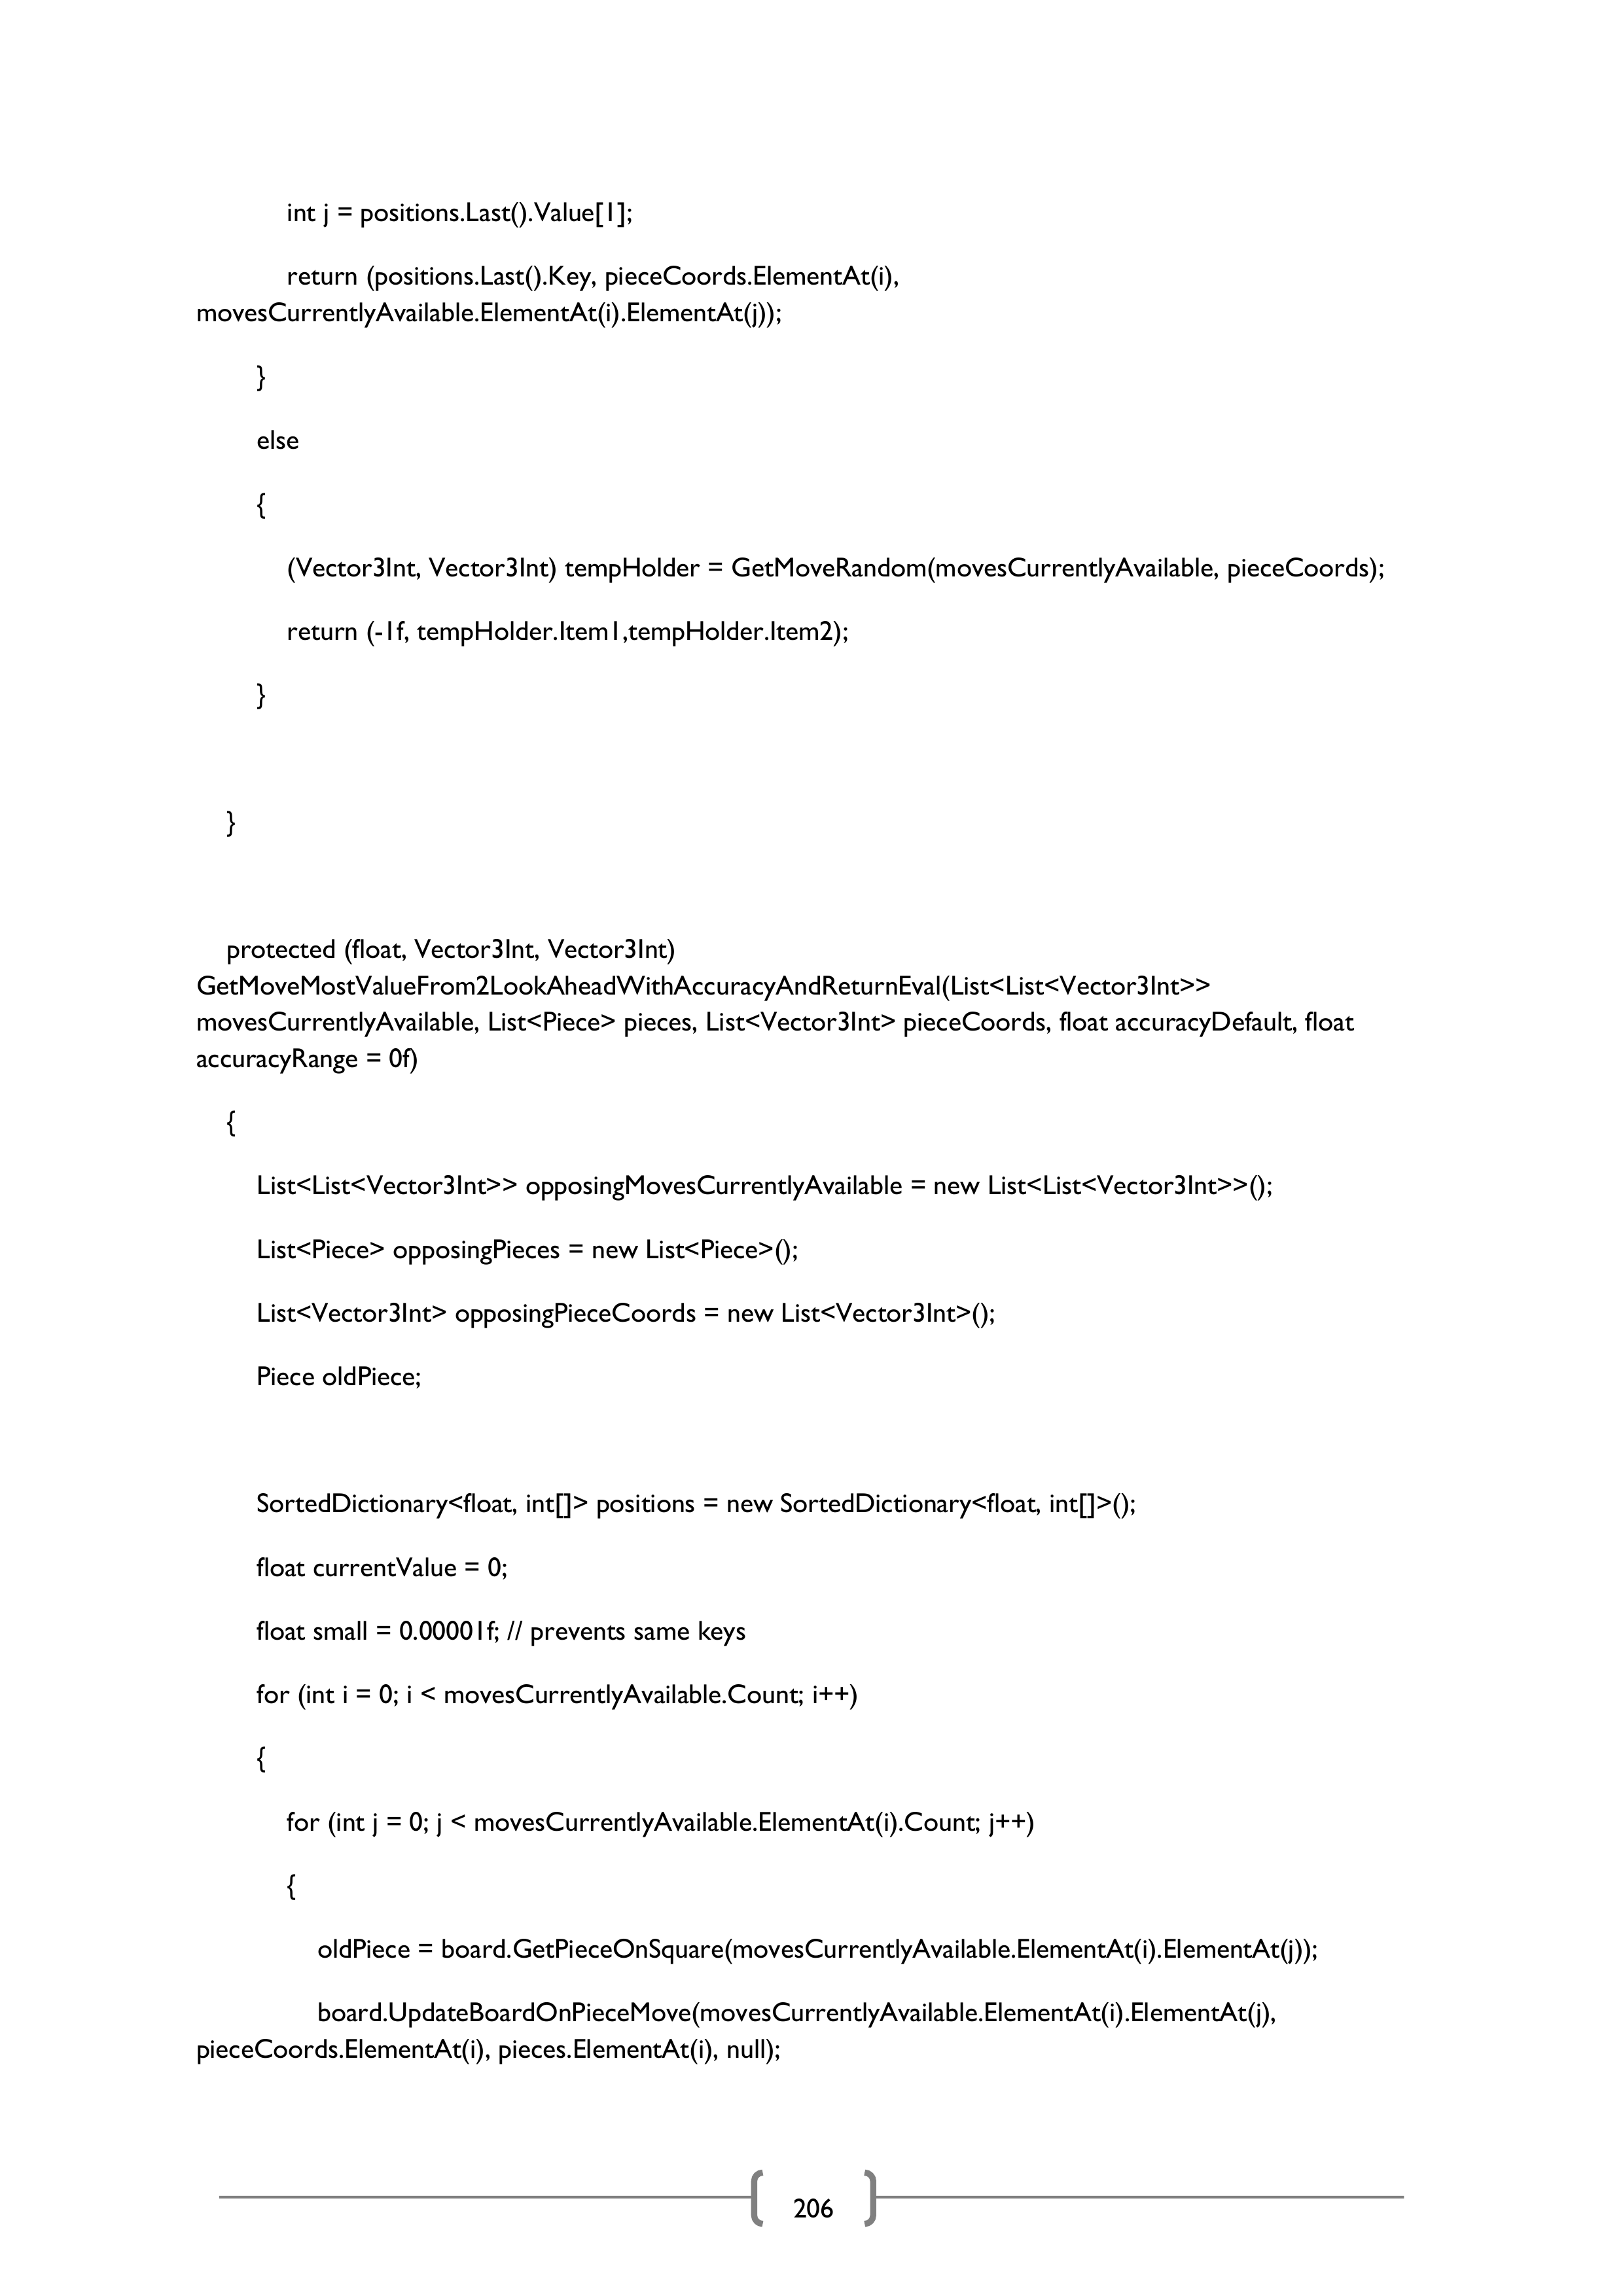 int j = positions.Last().Value[1];
return (positions.Last().Key, pieceCoords.ElementAt(i),
movesCurrentlyAvailable.ElementAt(i).ElementAt(j));
}
else
{
(Vector3Int, Vector3Int) tempHolder = GetMoveRandom(movesCurrentlyAvailable, pieceCoords);
return (-1f, tempHolder.Item1,tempHolder.Item2);
}
}
protected (float, Vector3Int, Vector3Int)
GetMoveMostValueFrom2LookAheadWithAccuracyAndReturnEval(List<List<Vector3Int>>
movesCurrentlyAvailable, List<Piece> pieces, List<Vector3Int> pieceCoords, float accuracyDefault, float
accuracyRange = 0f)
{
List<List<Vector3Int>> opposingMovesCurrentlyAvailable = new List<List<Vector3Int>>();
List<Piece> opposingPieces = new List<Piece>();
List<Vector3Int> opposingPieceCoords = new List<Vector3Int>();
Piece oldPiece;
SortedDictionary<float, int[]> positions = new SortedDictionary<float, int[]>();
float currentValue = 0;
float small = 0.00001f; // prevents same keys
for (int i = 0; i < movesCurrentlyAvailable.Count; i++)
{
for (int j = 0; j < movesCurrentlyAvailable.ElementAt(i).Count; j++)
{
oldPiece = board.GetPieceOnSquare(movesCurrentlyAvailable.ElementAt(i).ElementAt(j));
board.UpdateBoardOnPieceMove(movesCurrentlyAvailable.ElementAt(i).ElementAt(j),
pieceCoords.ElementAt(i), pieces.ElementAt(i), null);
206